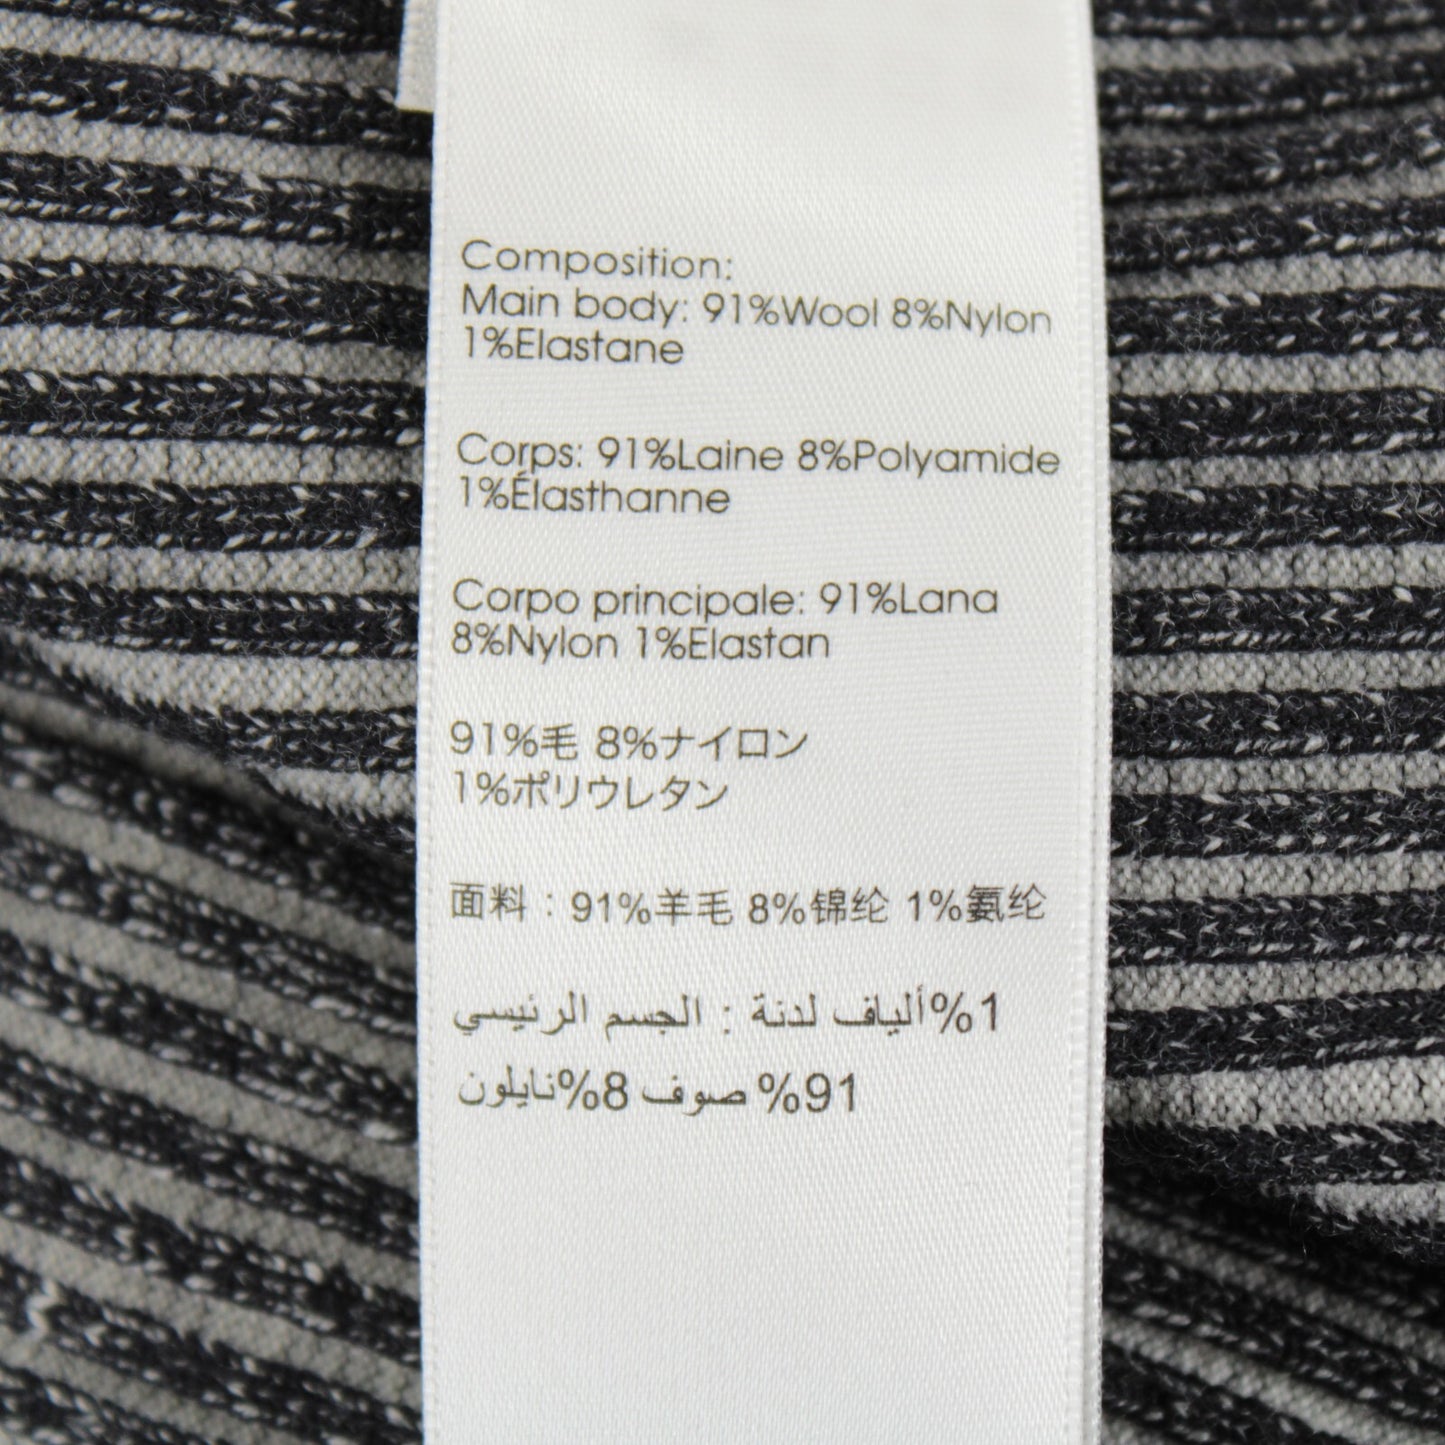 Composition:
Main body: 91%Wool 8%Nylon
1%Elastane
Corps: 91%Laine 8%Polyamide
1%Élasthanne
Corpo principale: 91%Lana
8%Nylon 1%Elastan
91%毛 8%ナイロン
1%ポリウレタン
面料：91%羊毛 8%锦纶 1%氨纶
1%ألياف لدنة : الجسم الرئيسي
91% صوف 8%نايلون